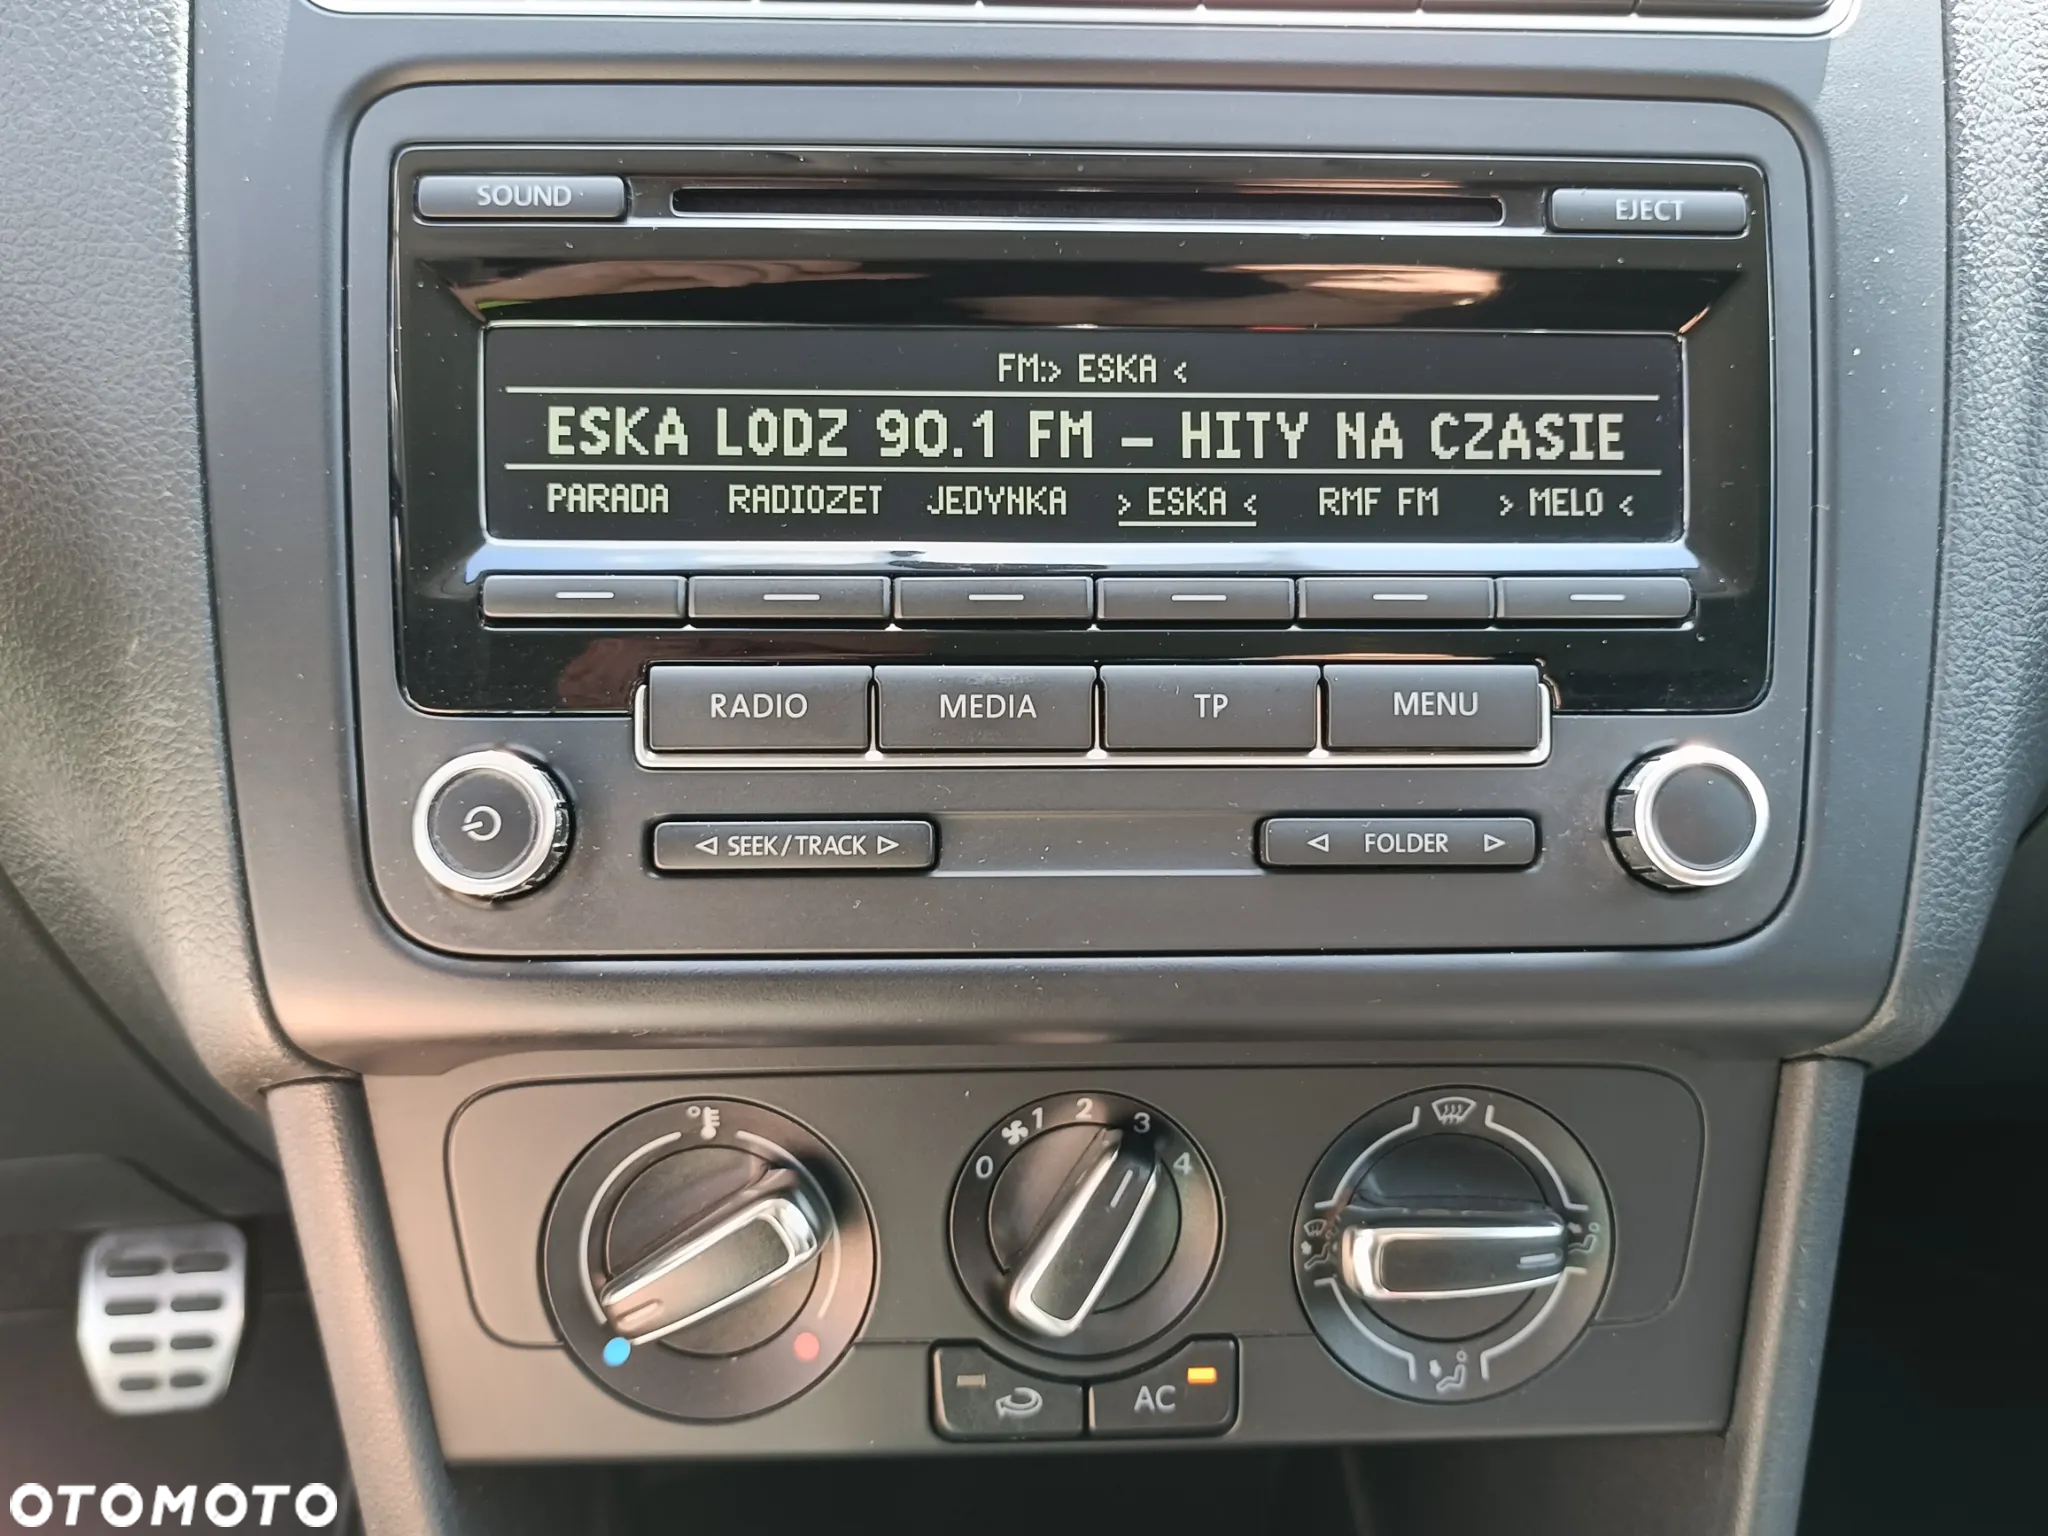 SOUND
EJECT
FM:> ESKA <
ESKA LODZ 90.1 FM - HITY NA CZASIE
PARADA RADIOZET JEDYNKA > ESKA < RMF FM > MELO <
RADIO MEDIA TP MENU
SEEK/TRACK FOLDER
0 1 2 3 4
AC
OTOMOTO